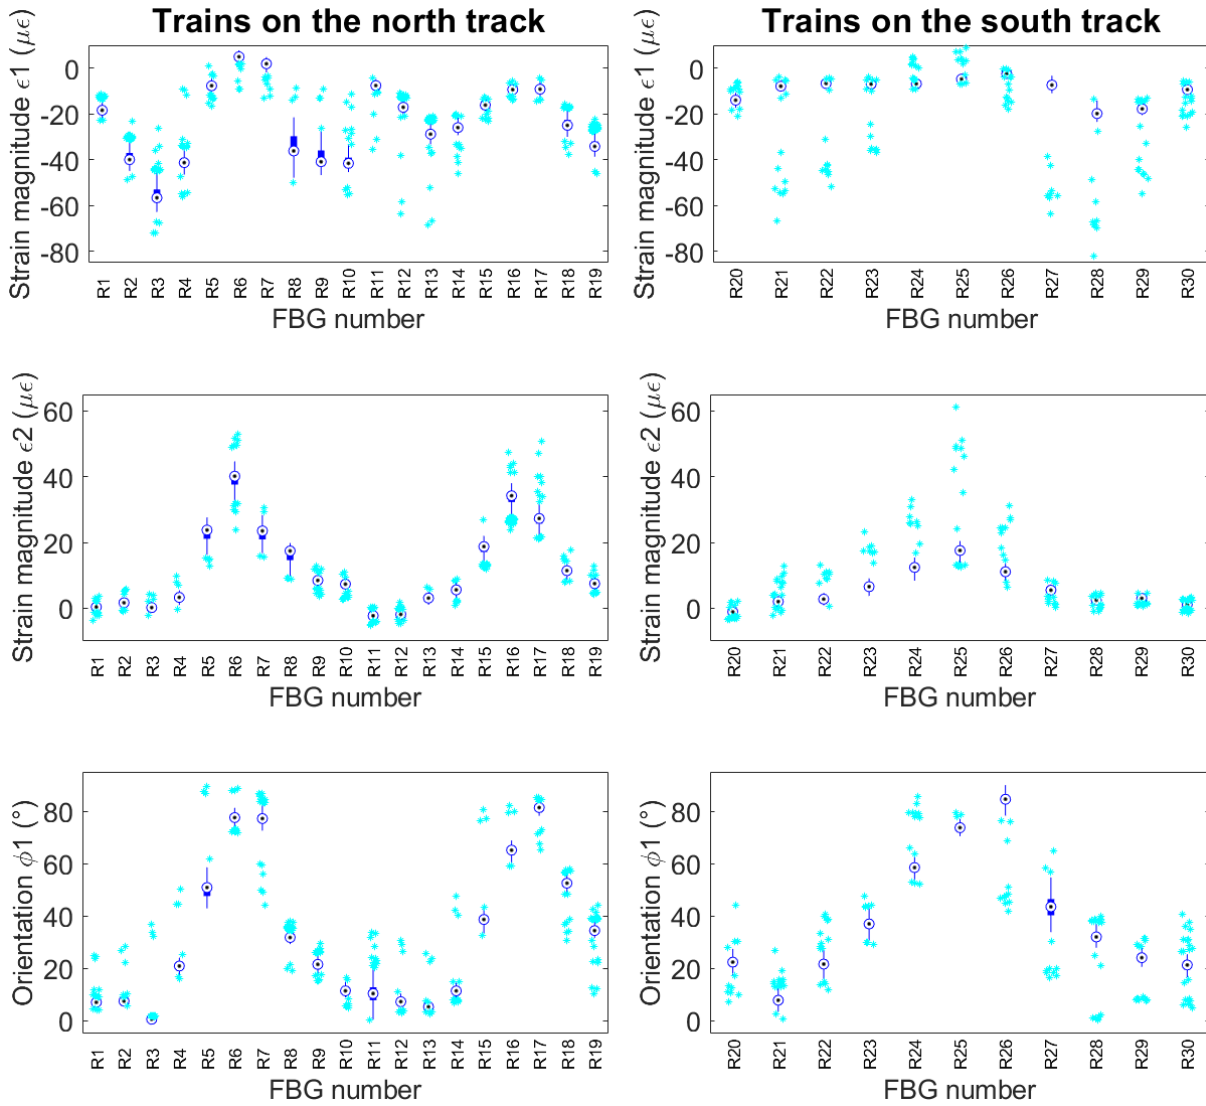 Trains on the north track
Trains on the south track
Strain magnitude ϵ1 (μϵ)
0
-20
-40
-60
-80
R1 R2 R3 R4 R5 R6 R7 R8 R9 R10 R11 R12 R13 R14 R15 R16 R17 R18 R19
FBG number
Strain magnitude ϵ1 (μϵ)
0
-20
-40
-60
-80
R20 R21 R22 R23 R24 R25 R26 R27 R28 R29 R30
FBG number
Strain magnitude ϵ2 (μϵ)
60
40
20
0
R1 R2 R3 R4 R5 R6 R7 R8 R9 R10 R11 R12 R13 R14 R15 R16 R17 R18 R19
FBG number
Strain magnitude ϵ2 (μϵ)
60
40
20
0
R20 R21 R22 R23 R24 R25 R26 R27 R28 R29 R30
FBG number
Orientation ϕ1 (°)
80
60
40
20
0
R1 R2 R3 R4 R5 R6 R7 R8 R9 R10 R11 R12 R13 R14 R15 R16 R17 R18 R19
FBG number
Orientation ϕ1 (°)
80
60
40
20
0
R20 R21 R22 R23 R24 R25 R26 R27 R28 R29 R30
FBG number